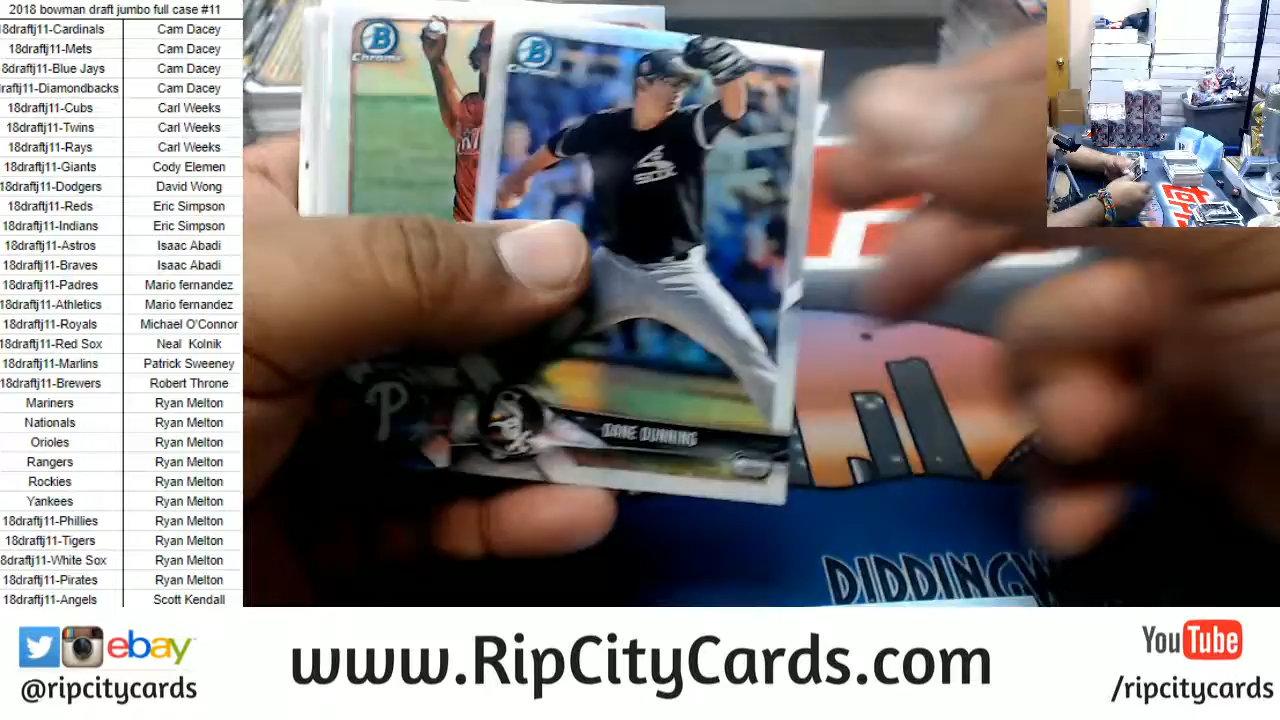 2018 bowman draft jumbo full case #11
18draftj11-Cardinals Cam Dacey
18draftj11-Mets Cam Dacey
8draftj11-Blue Jays Cam Dacey
raftj11-Diamondbacks Cam Dacey
18draftj11-Cubs Carl Weeks
18draftj11-Twins Carl Weeks
18draftj11-Rays Carl Weeks
18draftj11-Giants Cody Elemen
18draftj11-Dodgers David Wong
18draftj11-Reds Eric Simpson
18draftj11-Indians Eric Simpson
18draftj11-Astros Isaac Abadi
18draftj11-Braves Isaac Abadi
18draftj11-Padres Mario fernandez
18draftj11-Athletics Mario fernandez
18draftj11-Royals Michael O'Connor
18draftj11-Red Sox Neal Kolnik
18draftj11-Marlins Patrick Sweeney
18draftj11-Brewers Robert Throne
Mariners Ryan Melton
Nationals Ryan Melton
Orioles Ryan Melton
Rangers Ryan Melton
Rockies Ryan Melton
Yankees Ryan Melton
18draftj11-Phillies Ryan Melton
18draftj11-Tigers Ryan Melton
8draftj11-White Sox Ryan Melton
18draftj11-Pirates Ryan Melton
18draftj11-Angels Scott Kendall
B
Chrome
B
Chrome
SOX
P
DANE DUNNING
ebay
@ripcitycards
www.RipCityCards.com
YouTube
/ripcitycards